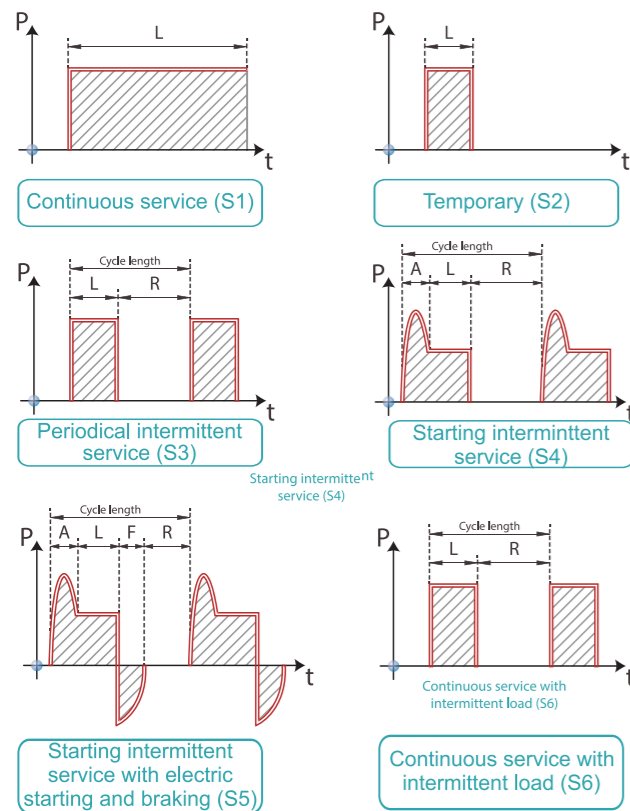 P
L
t
Continuous service (S1)
P
L
t
Temporary (S2)
Cycle length
P
L
R
t
Periodical intermittent
service (S3)
Cycle length
P
A
L
R
t
Starting interminttent
service (S4)
Starting intermittent
service (S4)
Cycle length
P
A
L
F
R
t
Starting intermittent
service with electric
starting and braking (S5)
Cycle length
P
L
R
t
Continuous service with
intermittent load (S6)
Continuous service with
intermittent load (S6)